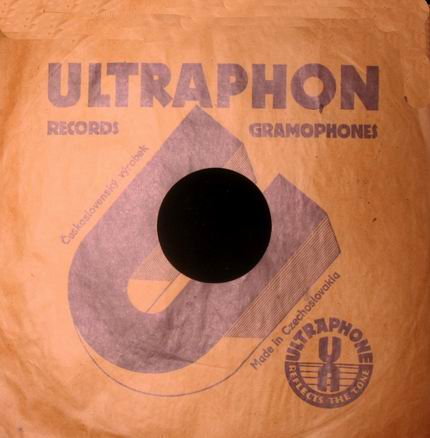 ULTRAPHON
RECORDS GRAMOPHONES
Československý výrobek
Made in Czechoslovakia
ULTRAPHONE
UA
REFLECTS THE TONE